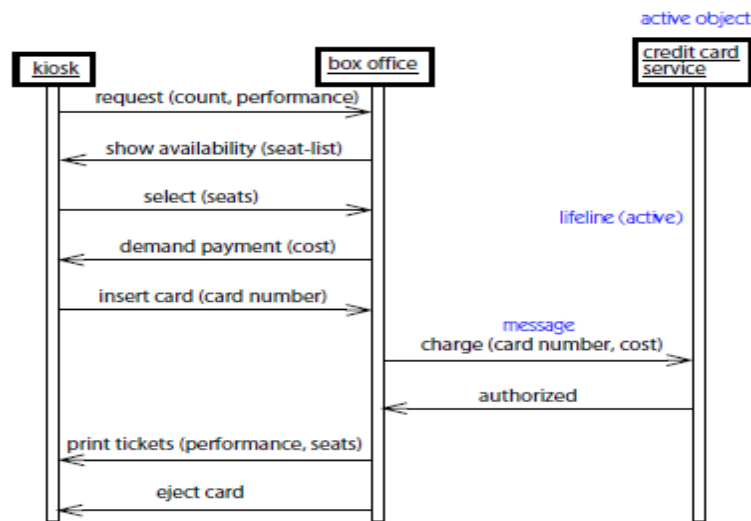 active object
kiosk
box office
credit card
service
request (count, performance)
show availability (seat-list)
select (seats)
lifeline (active)
demand payment (cost)
insert card (card number)
message
charge (card number, cost)
authorized
print tickets (performance, seats)
eject card